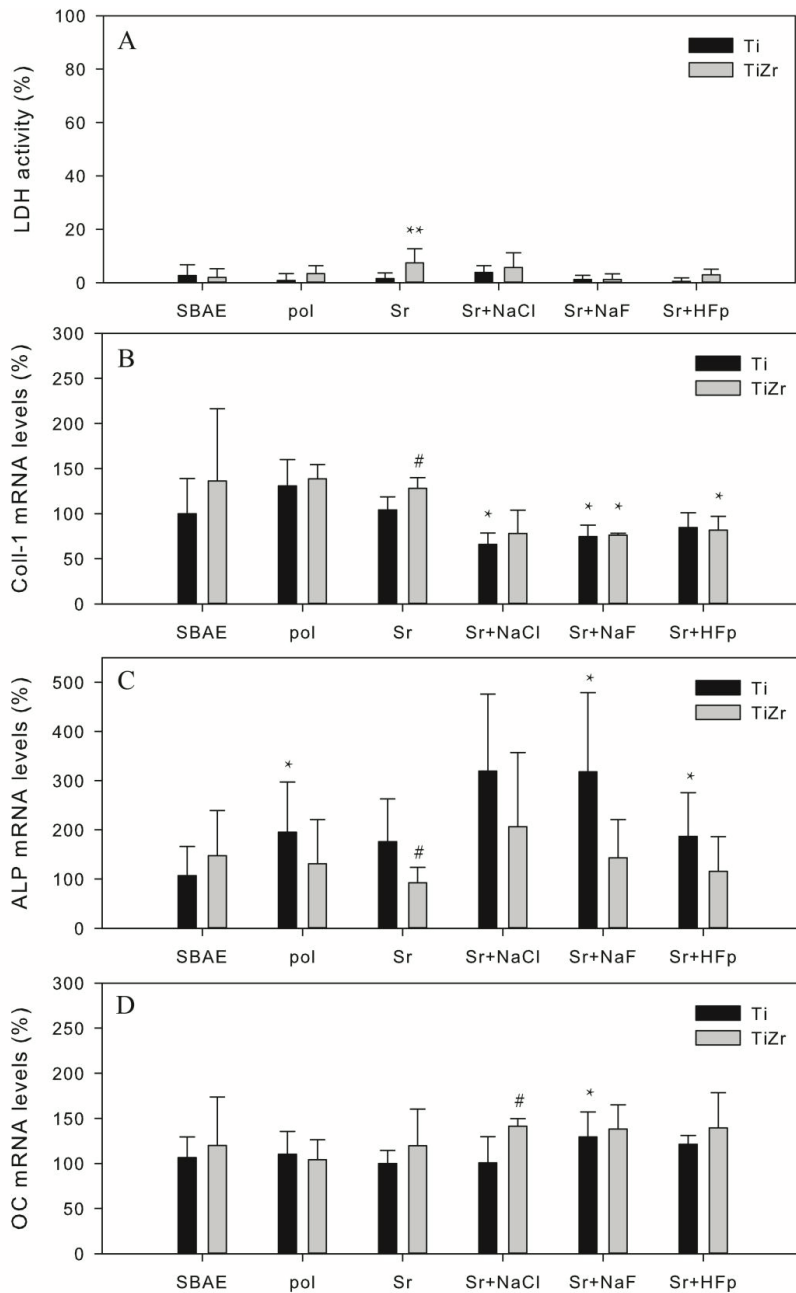 A
Ti
TiZr
LDH activity (%)
100
80
60
40
20
0
**
SBAE pol Sr Sr+NaCl Sr+NaF Sr+HFp
B
Ti
TiZr
Coll-1 mRNA levels (%)
300
250
200
150
100
50
0
# * * * *
SBAE pol Sr Sr+NaCl Sr+NaF Sr+HFp
C
Ti
TiZr
ALP mRNA levels (%)
500
400
300
200
100
0
* # * *
SBAE pol Sr Sr+NaCl Sr+NaF Sr+HFp
D
Ti
TiZr
OC mRNA levels (%)
300
250
200
150
100
50
0
# *
SBAE pol Sr Sr+NaCl Sr+NaF Sr+HFp